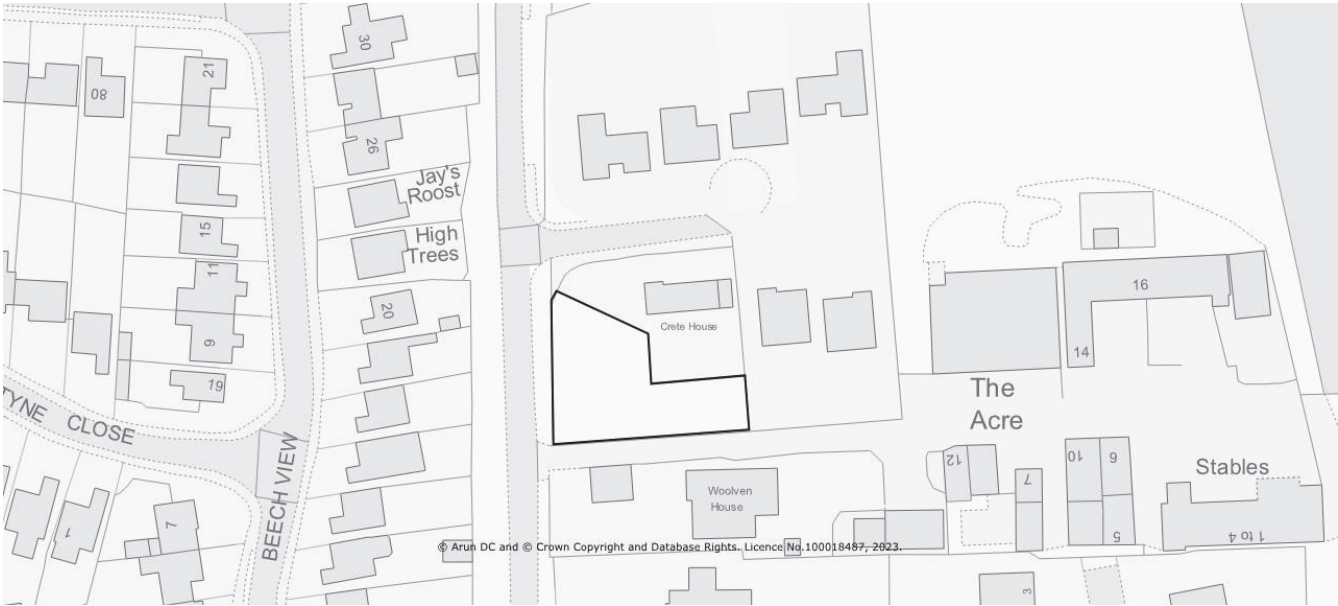 30
21
80
26
Jay's
Roost
15
High
Trees
11
16
20
Crete House
9
14
19
The
Acre
TYNE CLOSE
12
10
6
BEECH VIEW
7
Stables
Woolven
House
1
7
5
1 to 4
© Arun DC and © Crown Copyright and Database Rights. Licence No.100018487, 2023.
3